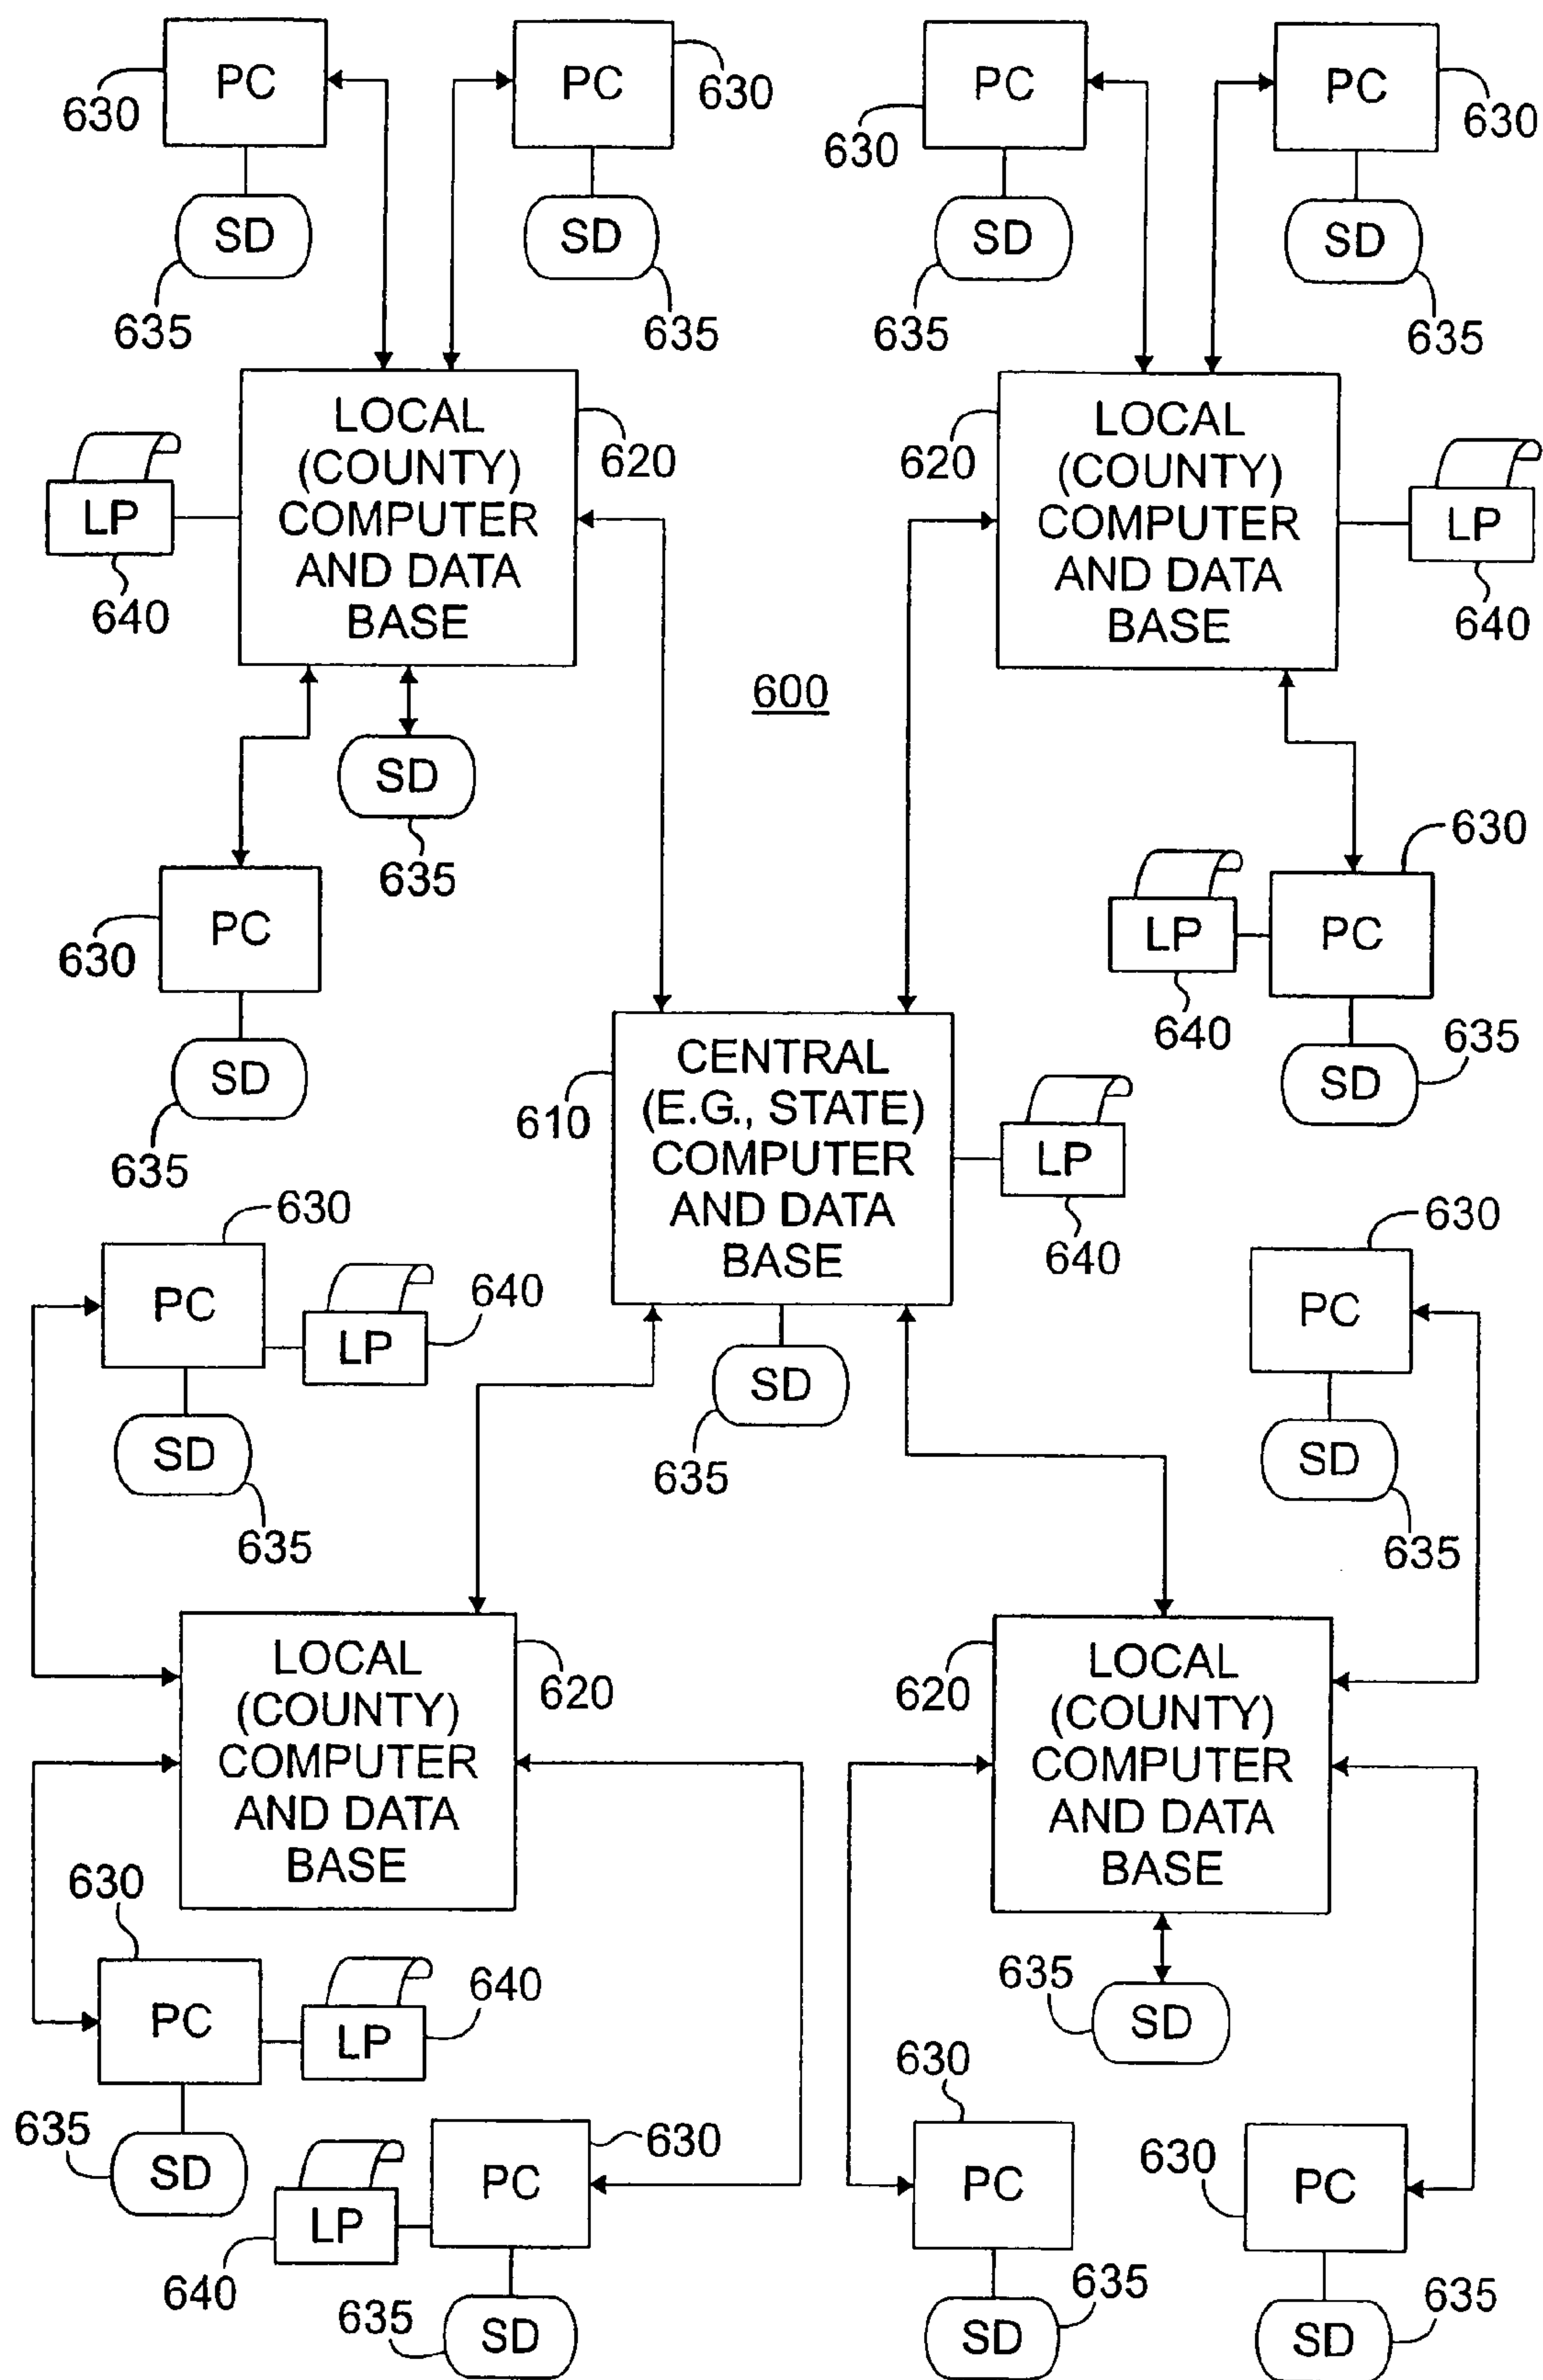 PC
PC
PC
PC
630
630
630
630
SD
SD
SD
SD
635
635
635
635
LOCAL
(COUNTY)
COMPUTER
AND DATA
BASE
620
LP
640
620
LOCAL
(COUNTY)
COMPUTER
AND DATA
BASE
LP
640
600
SD
635
PC
630
SD
635
630
PC
LP
640
635
SD
CENTRAL
(E.G., STATE)
COMPUTER
AND DATA
BASE
610
LP
640
SD
635
630
PC
LP
640
SD
635
630
PC
SD
635
LOCAL
(COUNTY)
COMPUTER
AND DATA
BASE
620
620
LOCAL
(COUNTY)
COMPUTER
AND DATA
BASE
635
SD
630
PC
LP
640
635
SD
PC
630
LP
640
635
SD
630
PC
635
SD
630
PC
635
SD